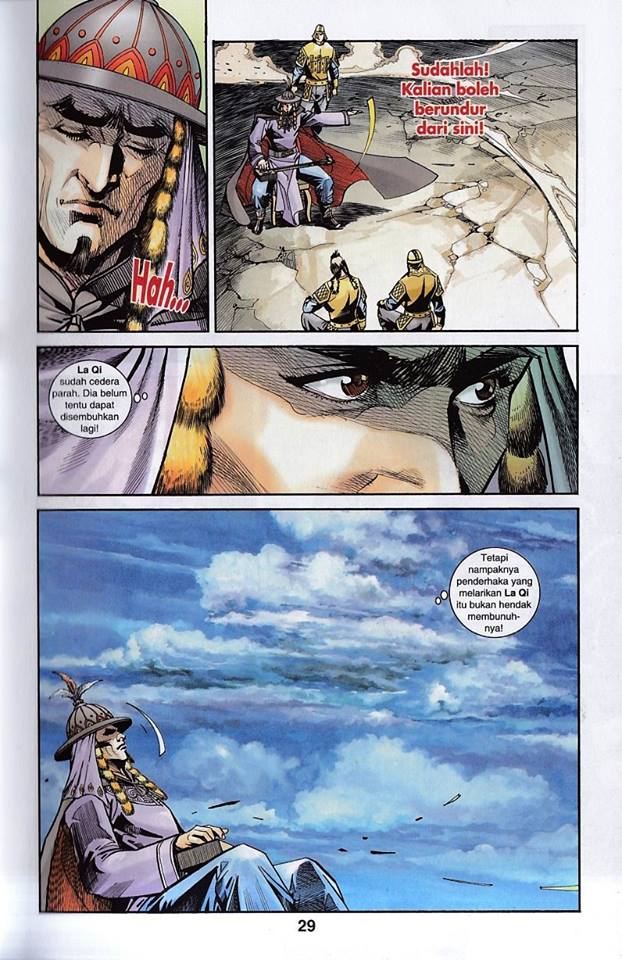 Hah...
Sudahlah!
Kalian boleh
berundur
dari sini!
La Qi
sudah cedera
parah. Dia belum
tentu dapat
disembuhkan
lagi!
Tetapi
nampaknya
penderhaka yang
melarikan La Qi
itu bukan hendak
membunuh-
nya!
29